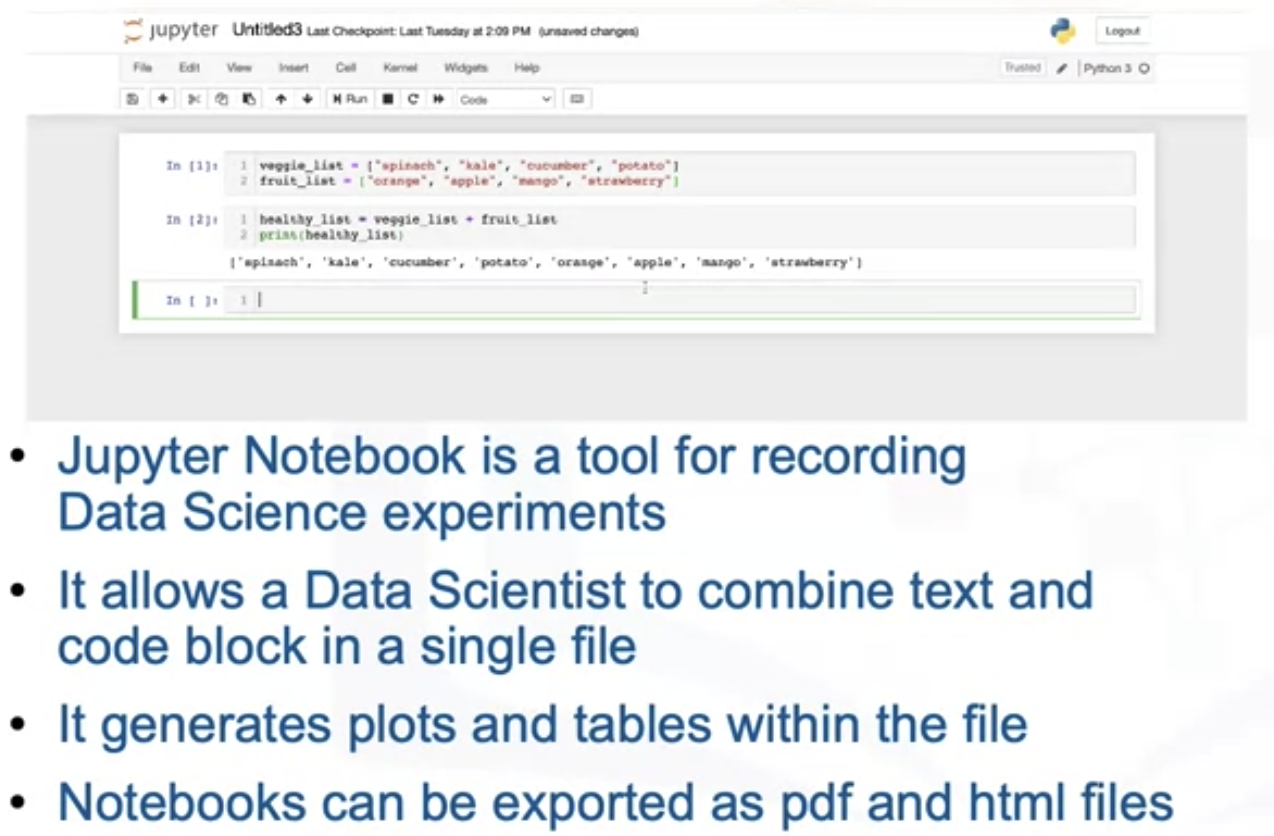 jupyter Untitled3 Last Checkpoint: Last Tuesday at 2:09 PM (unsaved changes) Logout
File Edit View Insert Cell Kernel Widgets Help Trusted Python 3
Run Code
In [1]: 1 veggie_list = ["spinach", "kale", "cucumber", "potato"]
2 fruit_list = ["orange", "apple", "mango", "strawberry"]
In [2]: 1 healthy_list = veggie_list + fruit_list
2 print(healthy_list)
['spinach', 'kale', 'cucumber', 'potato', 'orange', 'apple', 'mango', 'strawberry']
In [ ]: 1
• Jupyter Notebook is a tool for recording
Data Science experiments
• It allows a Data Scientist to combine text and
code block in a single file
• It generates plots and tables within the file
• Notebooks can be exported as pdf and html files